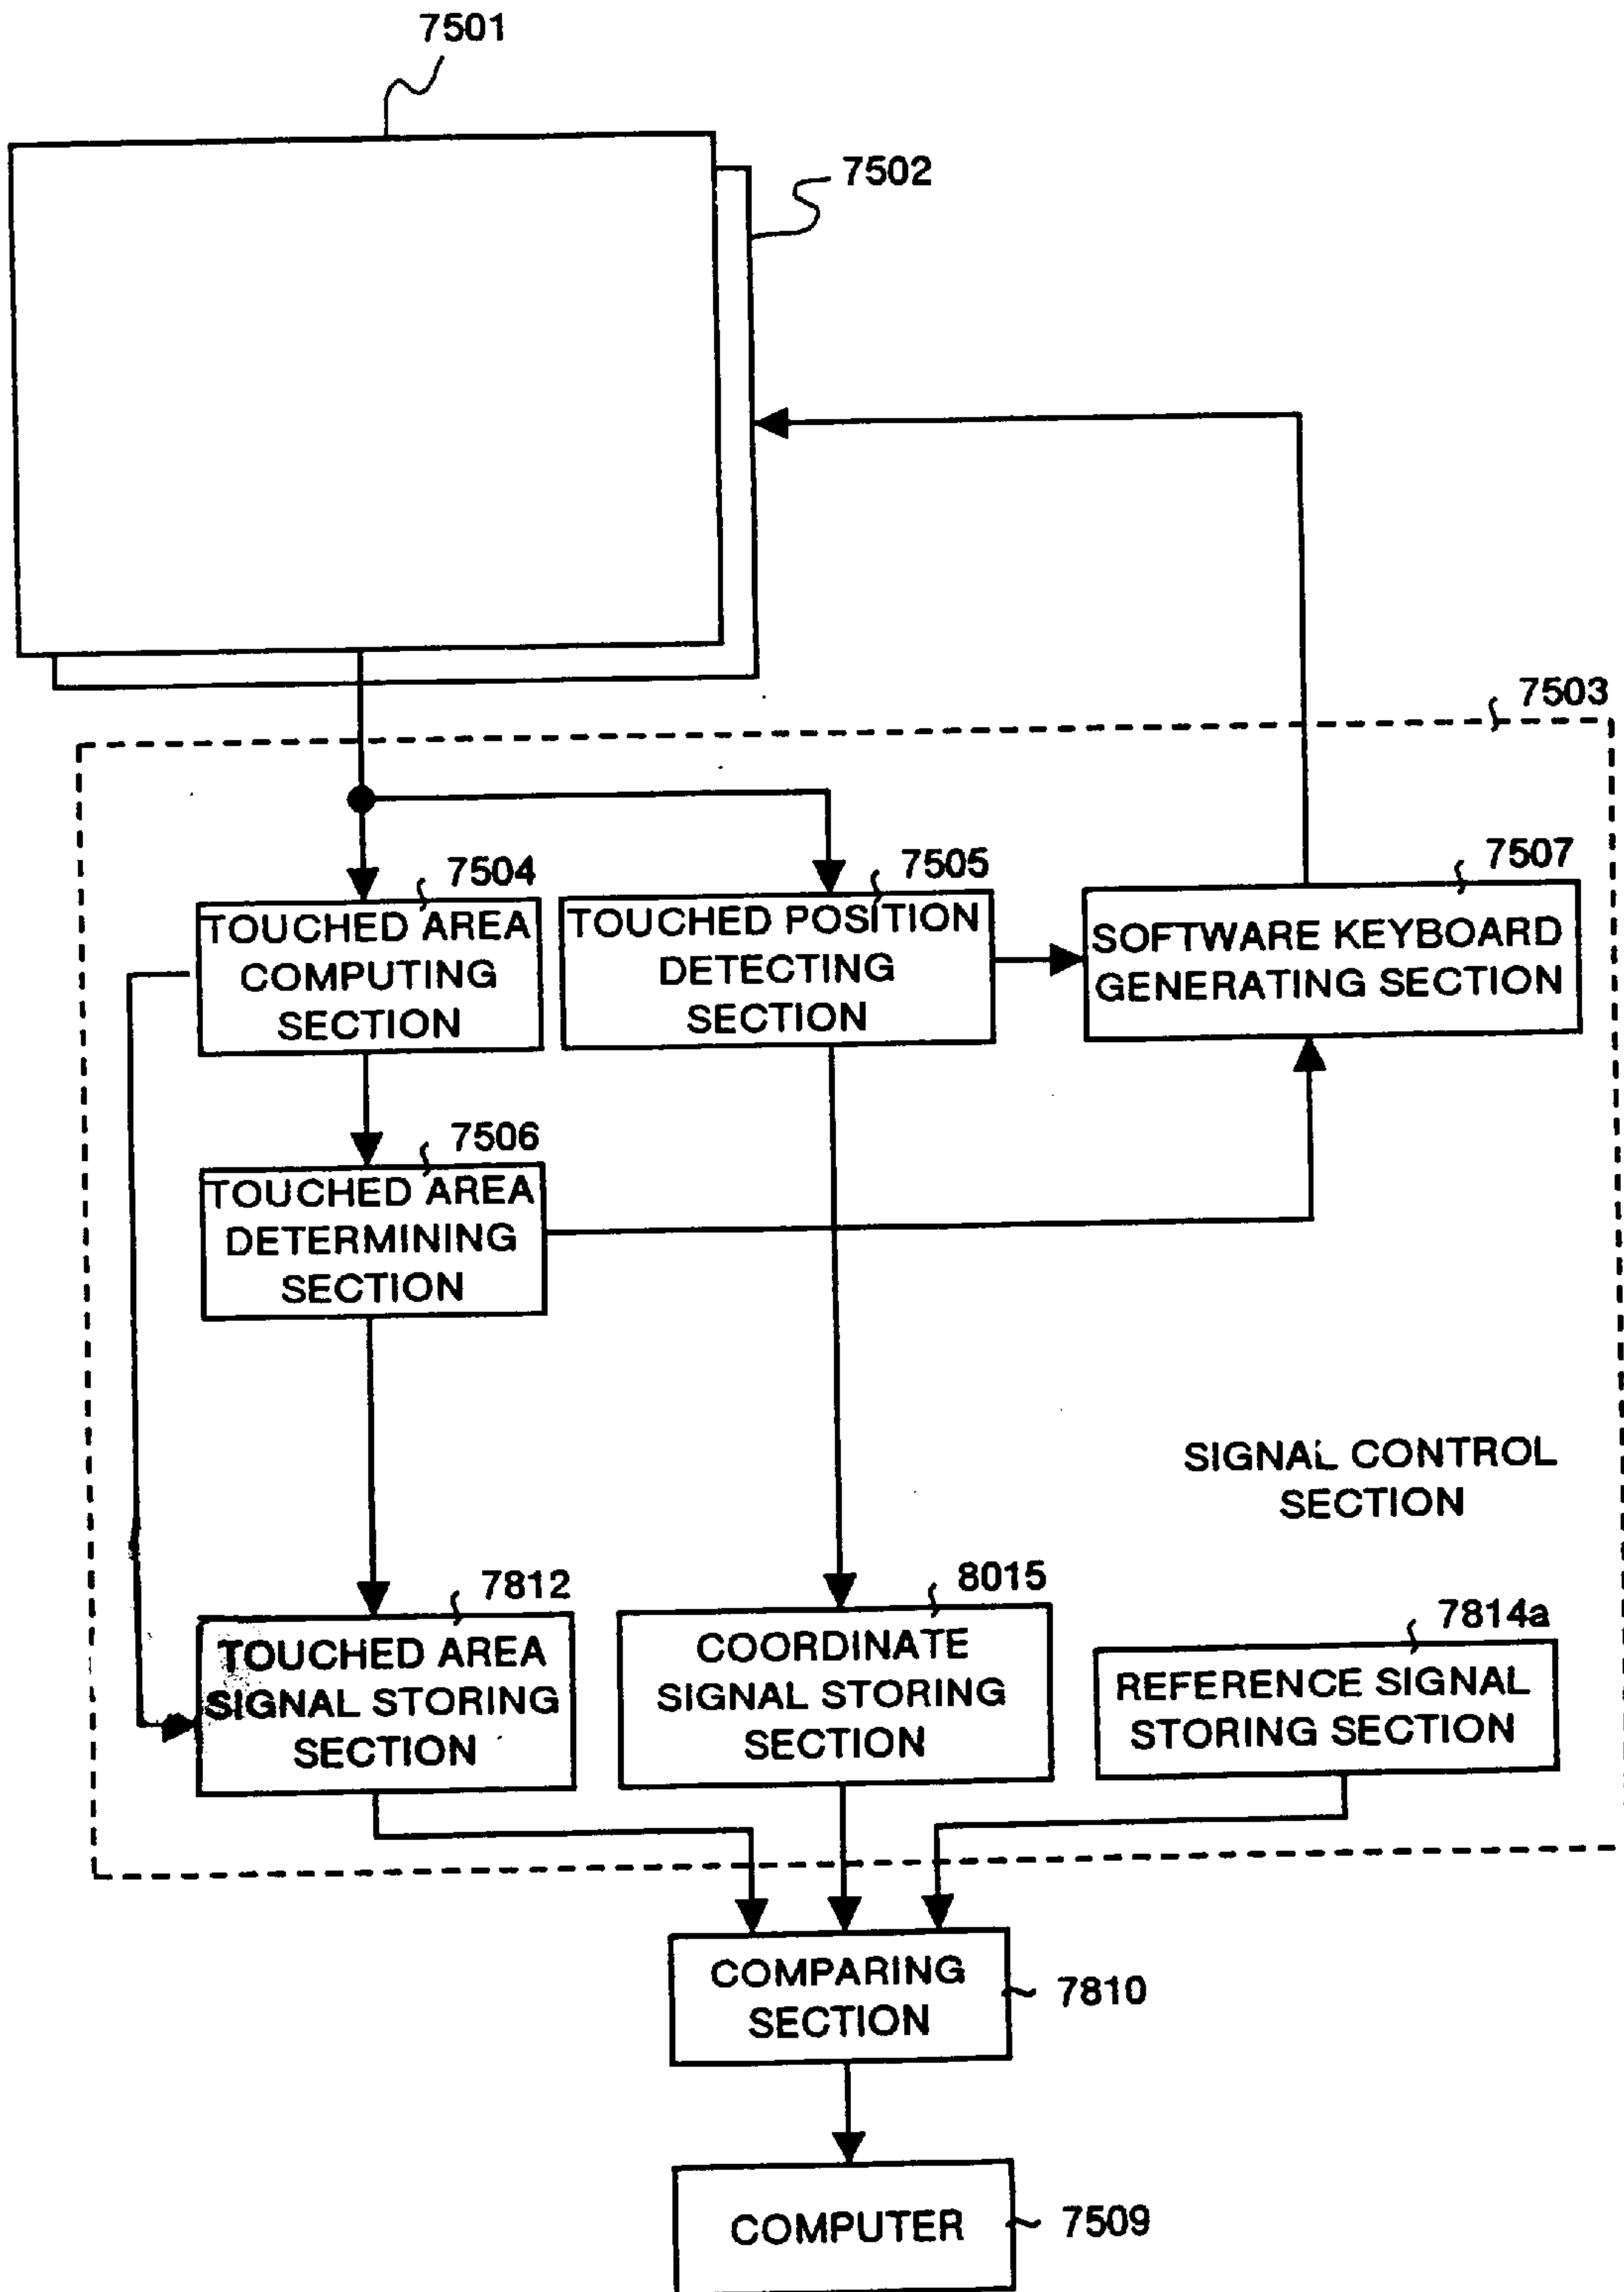 7501
7502
7503
7504
TOUCHED AREA
COMPUTING
SECTION
7505
TOUCHED POSITION
DETECTING
SECTION
7507
SOFTWARE KEYBOARD
GENERATING SECTION
7506
TOUCHED AREA
DETERMINING
SECTION
SIGNAL CONTROL
SECTION
7812
TOUCHED AREA
SIGNAL STORING
SECTION
8015
COORDINATE
SIGNAL STORING
SECTION
7814a
REFERENCE SIGNAL
STORING SECTION
COMPARING
SECTION
7810
COMPUTER
7509